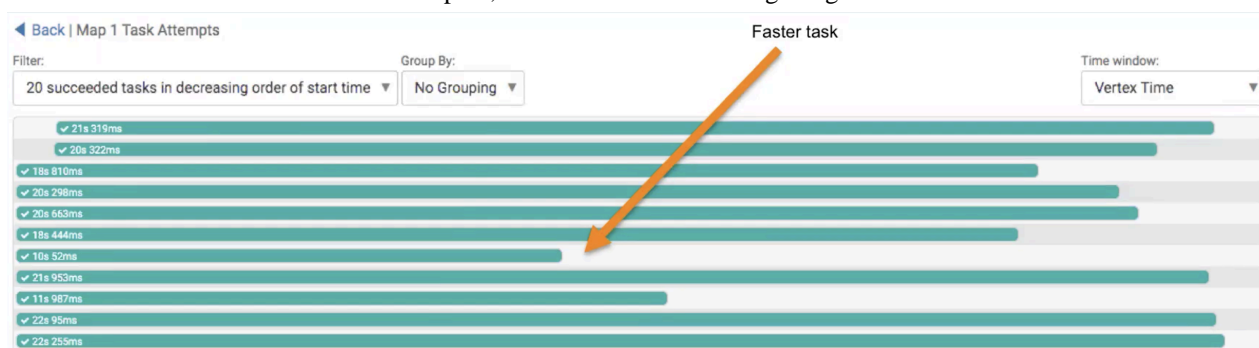 ◀ Back | Map 1 Task Attempts
Faster task
Filter:
Group By:
Time window:
20 succeeded tasks in decreasing order of start time ▼
No Grouping ▼
Vertex Time ▼
✔ 21s 319ms
✔ 20s 322ms
✔ 18s 810ms
✔ 20s 298ms
✔ 20s 663ms
✔ 18s 444ms
✔ 10s 52ms
✔ 21s 953ms
✔ 11s 987ms
✔ 22s 95ms
✔ 22s 255ms